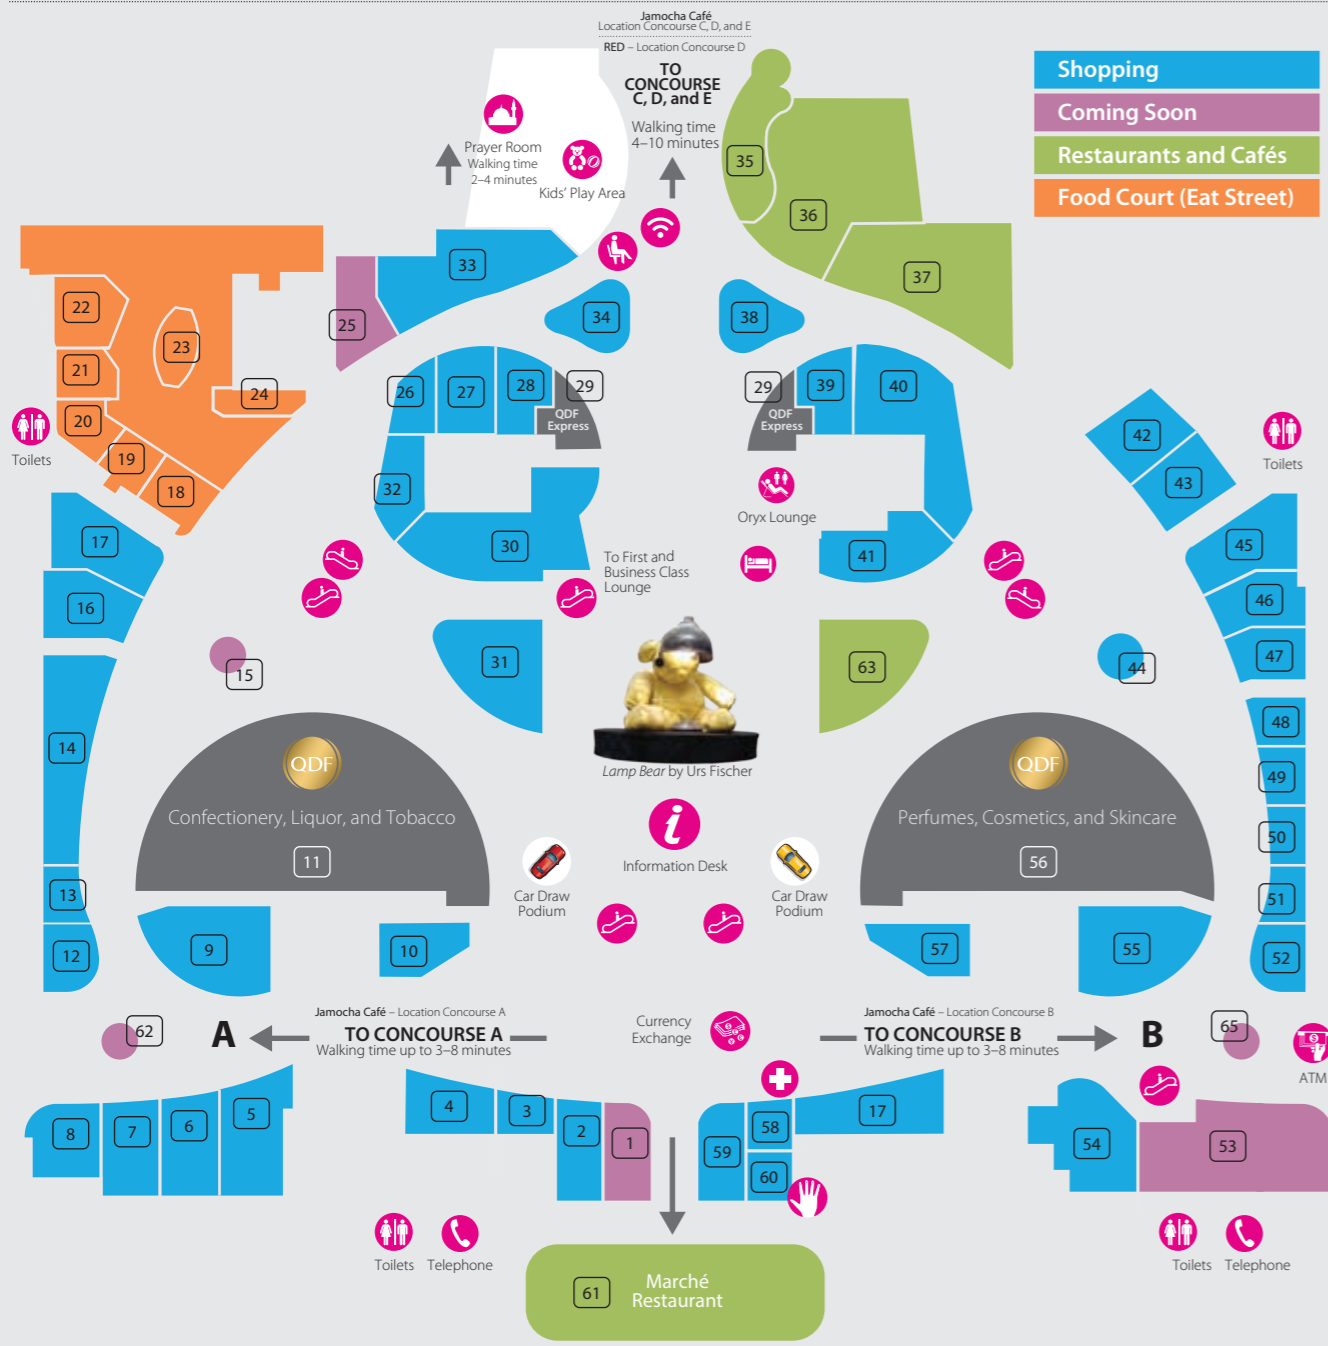 Jamocha Café
Location Concourse C, D, and E
RED – Location Concourse D
TO
CONCOURSE
C, D, and E
Walking time
4–10 minutes
Shopping
Coming Soon
Restaurants and Cafés
Food Court (Eat Street)
Prayer Room
Walking time
2–4 minutes
Kids' Play Area
35
36
37
33
25
34
38
22
23
21
24
20
19
18
Toilets
26
27
28
29
QDF
Express
29
QDF
Express
39
40
42
43
Toilets
32
30
Oryx Lounge
41
17
16
To First and
Business Class
Lounge
45
46
47
15
31
63
44
14
48
49
50
51
52
QDF
Confectionery, Liquor, and Tobacco
11
Lamp Bear by Urs Fischer
QDF
Perfumes, Cosmetics, and Skincare
56
i
Information Desk
Car Draw
Podium
Car Draw
Podium
13
12
9
10
57
55
62
A
Jamocha Café – Location Concourse A
TO CONCOURSE A
Walking time up to 3–8 minutes
Currency
Exchange
Jamocha Café – Location Concourse B
TO CONCOURSE B
Walking time up to 3–8 minutes
B
65
ATM
8
7
6
5
4
3
2
1
59
58
60
17
54
53
Toilets
Telephone
Toilets
Telephone
61
Marché
Restaurant